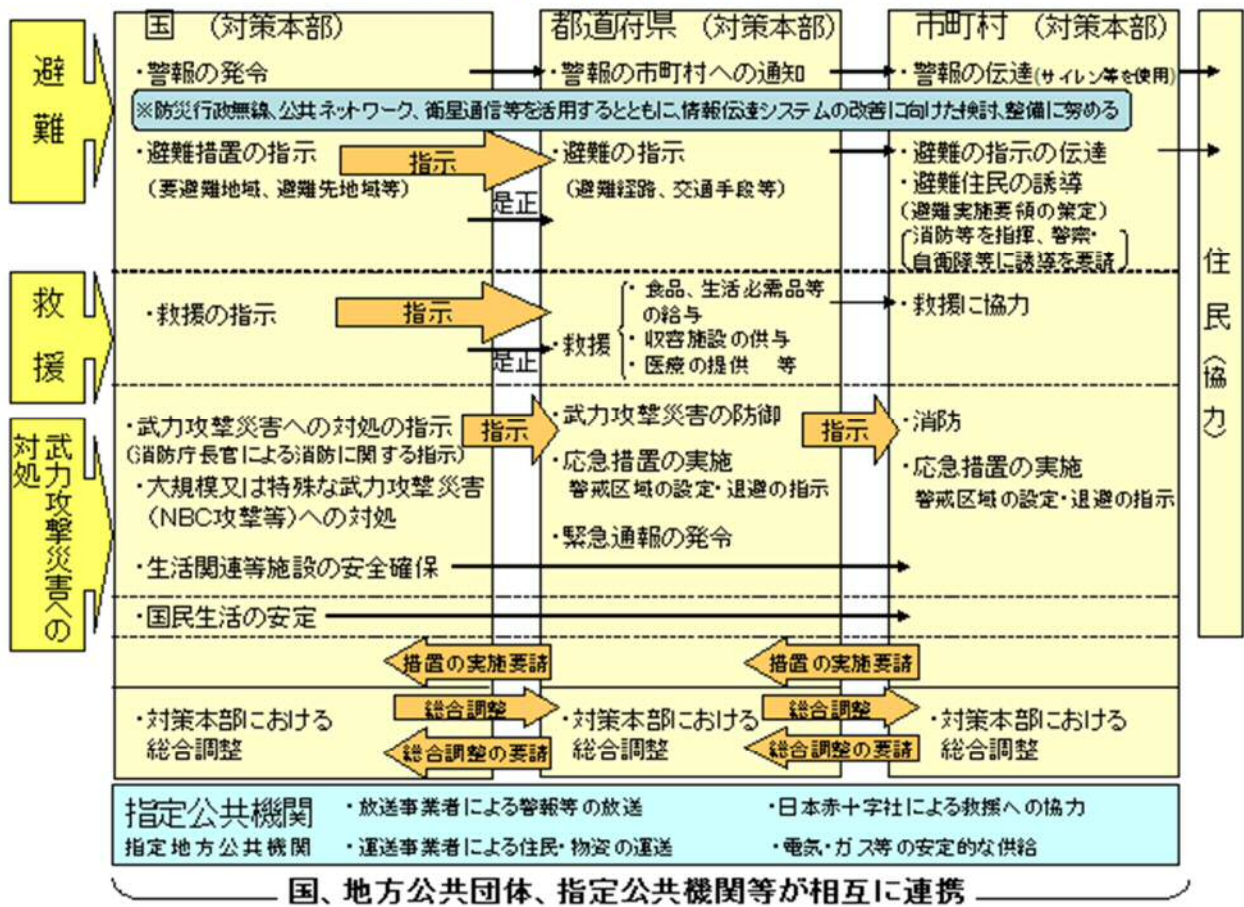 国 (対策本部)
都道府県 (対策本部)
市町村 (対策本部)
避難
・警報の発令
・警報の市町村への通知
・警報の伝達(サイレン等を使用)
※防災行政無線、公共ネットワーク、衛星通信等を活用するとともに、情報伝達システムの改善に向けた検討、整備に努める
・避難措置の指示
(要避難地域、避難先地域等)
指示
是正
・避難の指示
(避難経路、交通手段等)
・避難の指示の伝達
・避難住民の誘導
(避難実施要領の策定)
消防等を指揮、警察・
自衛隊等に誘導を要請
救援
・救援の指示
指示
是正
・救援
・食品、生活必需品等
の給与
・収容施設の供与
・医療の提供 等
・救援に協力
武力攻撃災害への
対処
・武力攻撃災害への対処の指示
(消防庁長官による消防に関する指示)
・大規模又は特殊な武力攻撃災害
(NBC攻撃等)への対処
指示
・武力攻撃災害の防御
・応急措置の実施
警戒区域の設定・退避の指示
・緊急通報の発令
指示
・消防
・応急措置の実施
警戒区域の設定・退避の指示
・生活関連等施設の安全確保
・国民生活の安定
措置の実施要請
措置の実施要請
・対策本部における
総合調整
総合調整
総合調整の要請
・対策本部における
総合調整
総合調整
総合調整の要請
・対策本部における
総合調整
住民(協力)
指定公共機関
指定地方公共機関
・放送事業者による警報等の放送
・日本赤十字社による救援への協力
・運送事業者による住民・物資の運送
・電気・ガス等の安定的な供給
国、地方公共団体、指定公共機関等が相互に連携